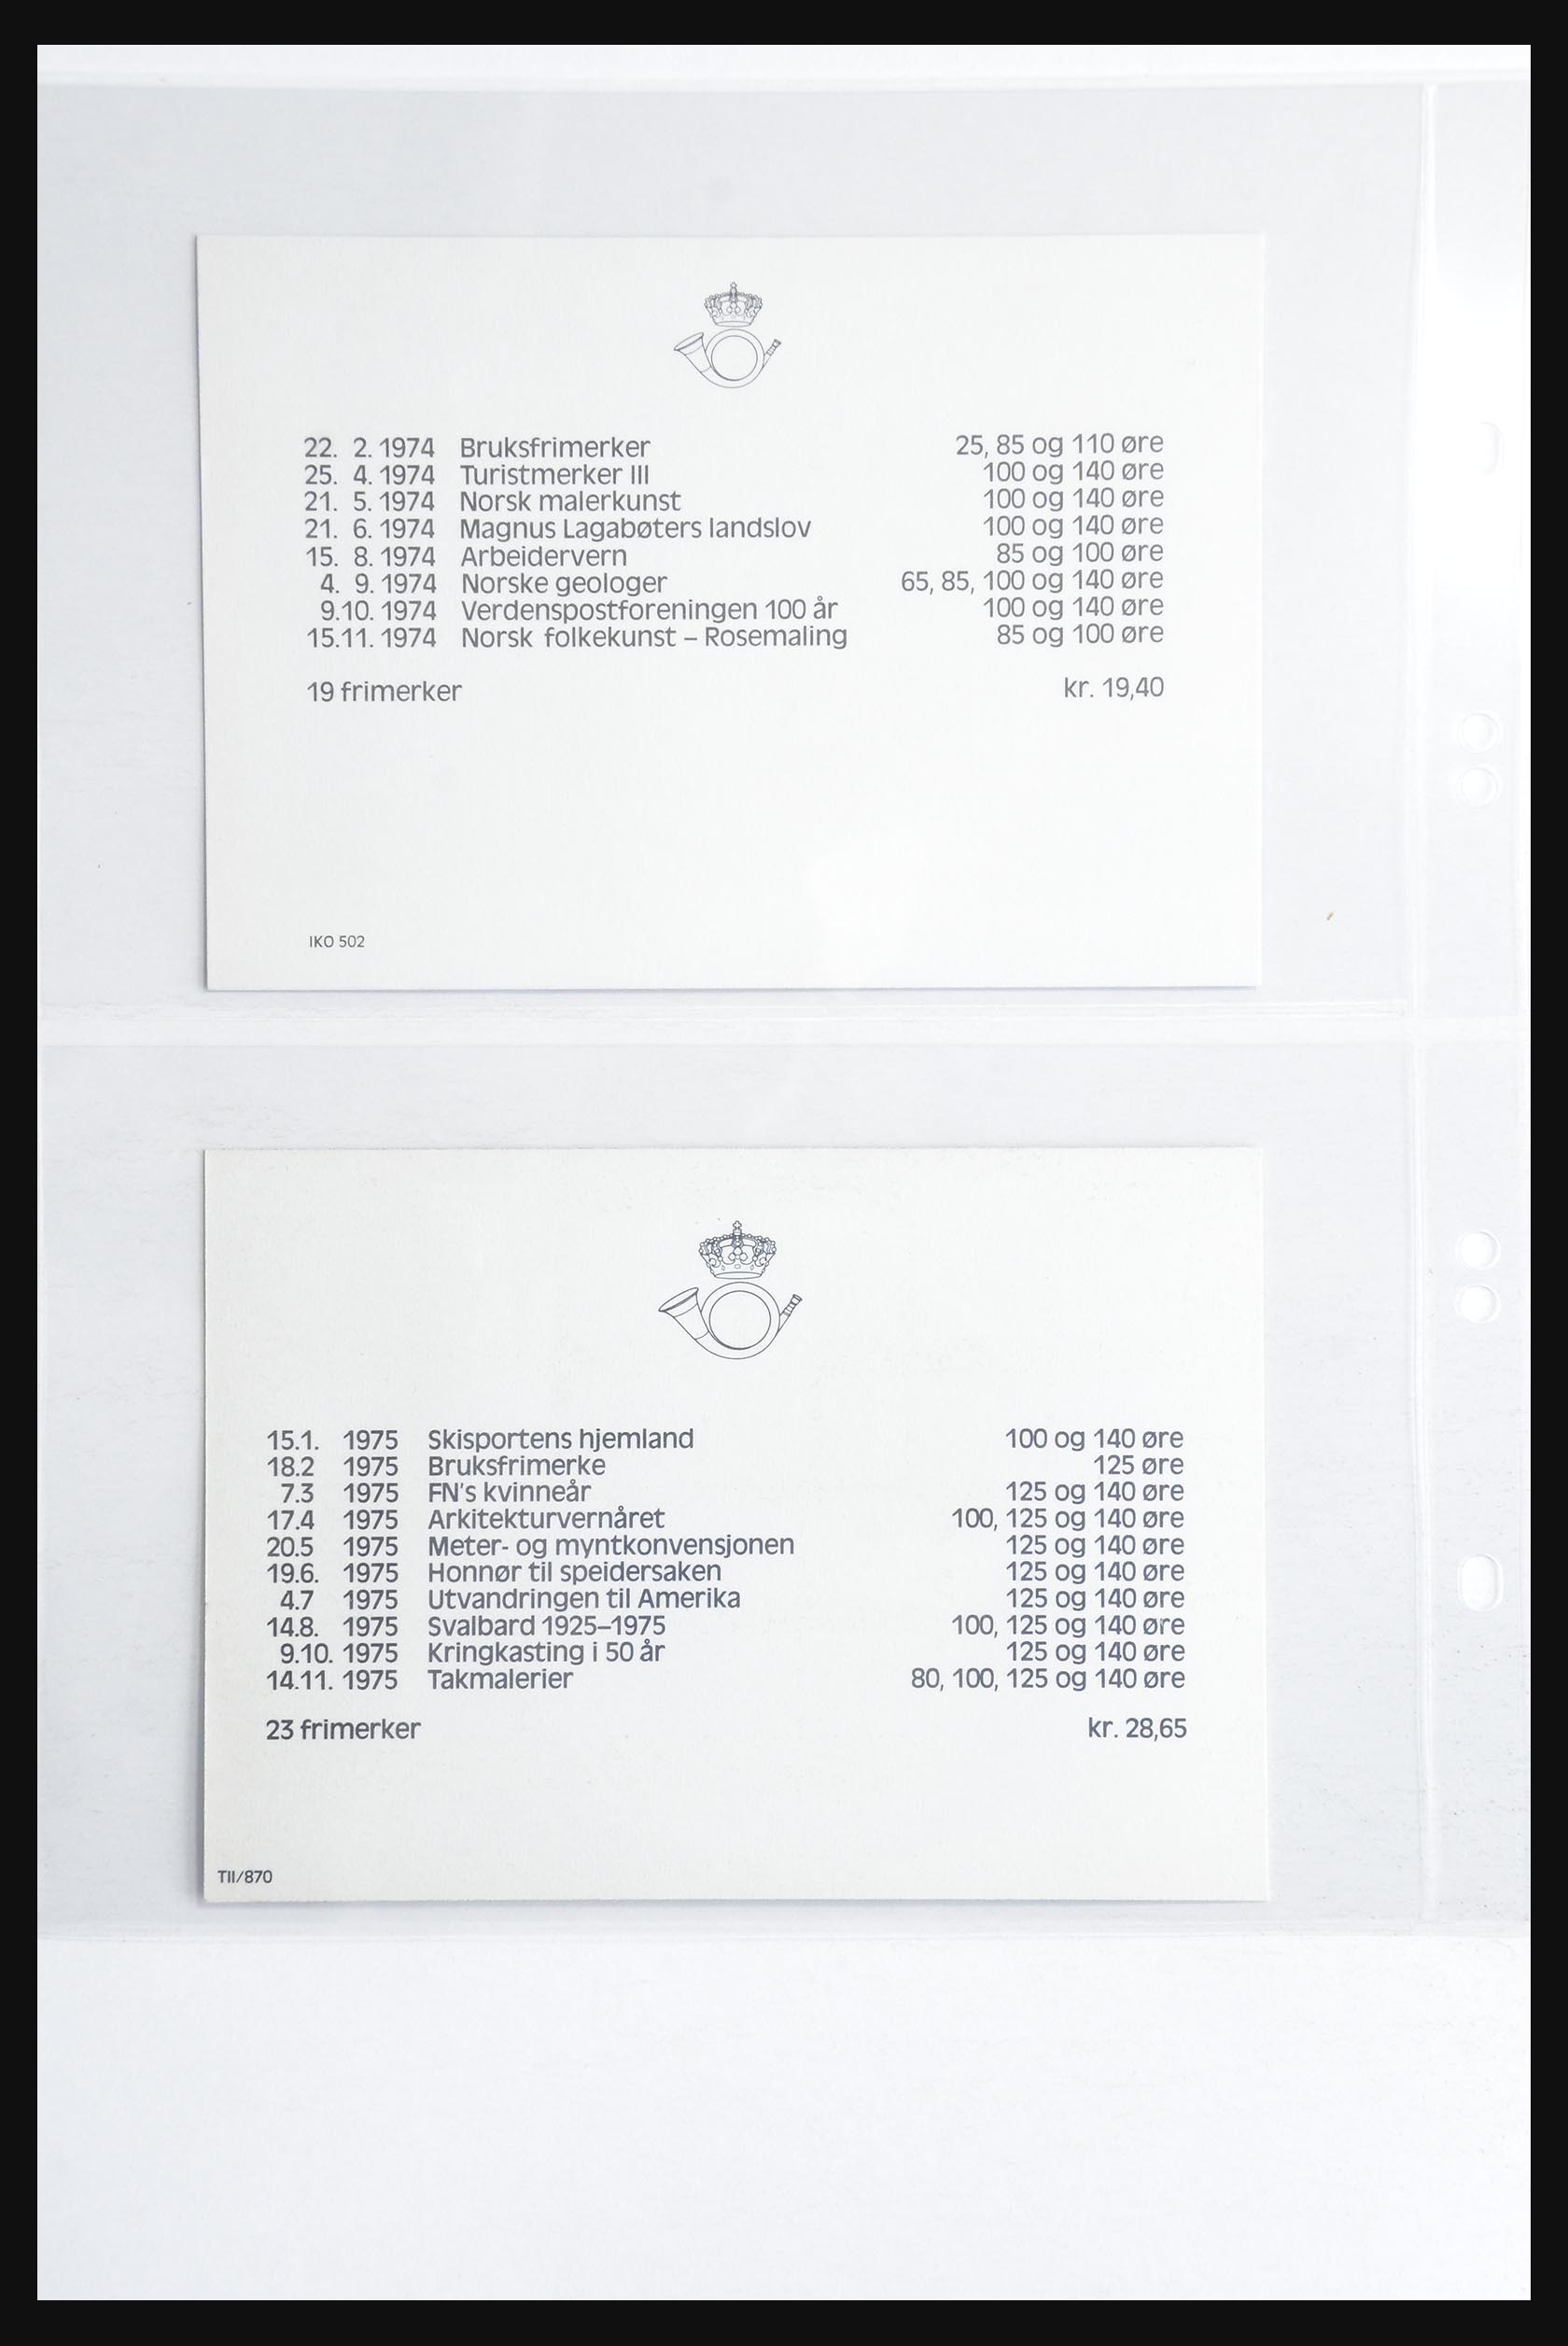 22. 2. 1974 Bruksfrimerker 25, 85 og 110 øre
25. 4. 1974 Turistmerker III 100 og 140 øre
21. 5. 1974 Norsk malerkunst 100 og 140 øre
21. 6. 1974 Magnus Lagabøters landslov 100 og 140 øre
15. 8. 1974 Arbeidervern 85 og 100 øre
4. 9. 1974 Norske geologer 65, 85, 100 og 140 øre
9.10. 1974 Verdenspostforeningen 100 år 100 og 140 øre
15.11. 1974 Norsk folkekunst – Rosemaling 85 og 100 øre
19 frimerker kr. 19,40
IKO 502
15.1. 1975 Skisportens hjemland 100 og 140 øre
18.2 1975 Bruksfrimerke 125 øre
7.3 1975 FN's kvinneår 125 og 140 øre
17.4 1975 Arkitekturvernåret 100, 125 og 140 øre
20.5 1975 Meter- og myntkonvensjonen 125 og 140 øre
19.6. 1975 Honnør til speidersaken 125 og 140 øre
4.7 1975 Utvandringen til Amerika 125 og 140 øre
14.8. 1975 Svalbard 1925–1975 100, 125 og 140 øre
9.10. 1975 Kringkasting i 50 år 125 og 140 øre
14.11. 1975 Takmalerier 80, 100, 125 og 140 øre
23 frimerker kr. 28,65
TII/870